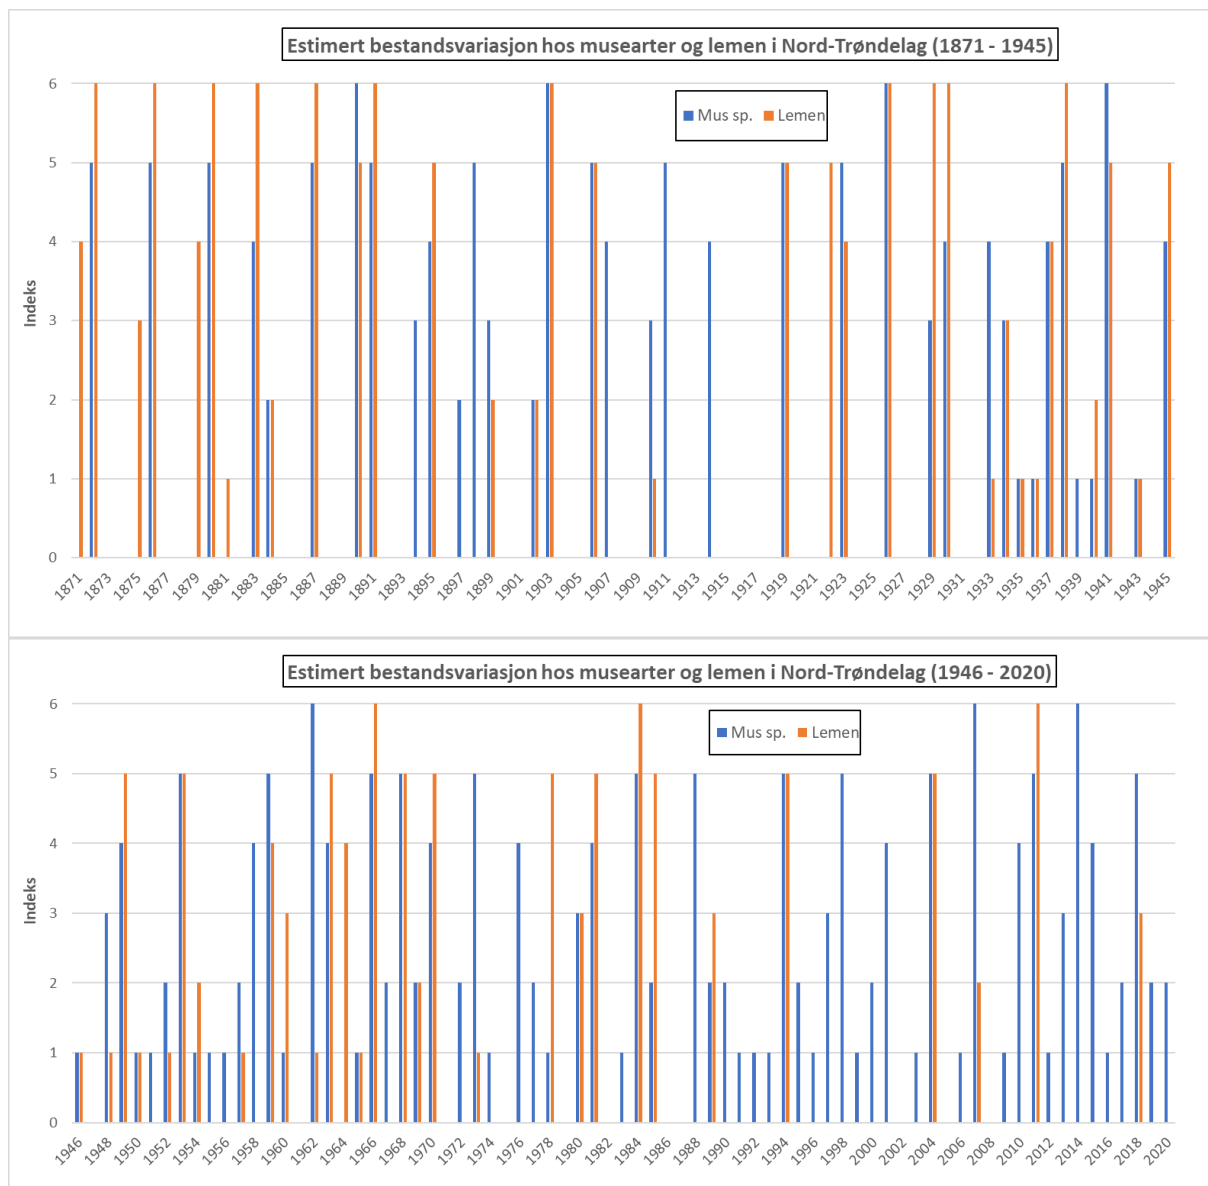 Estimert bestandsvariasjon hos musearter og lemen i Nord-Trøndelag (1871 - 1945)
Mus sp. Lemen
Indeks
6
5
4
3
2
1
0
1871 1873 1875 1877 1879 1881 1883 1885 1887 1889 1891 1893 1895 1897 1899 1901 1903 1905 1907 1909 1911 1913 1915 1917 1919 1921 1923 1925 1927 1929 1931 1933 1935 1937 1939 1941 1943 1945
Estimert bestandsvariasjon hos musearter og lemen i Nord-Trøndelag (1946 - 2020)
Mus sp. Lemen
Indeks
6
5
4
3
2
1
0
1946 1948 1950 1952 1954 1956 1958 1960 1962 1964 1966 1968 1970 1972 1974 1976 1978 1980 1982 1984 1986 1988 1990 1992 1994 1996 1998 2000 2002 2004 2006 2008 2010 2012 2014 2016 2018 2020